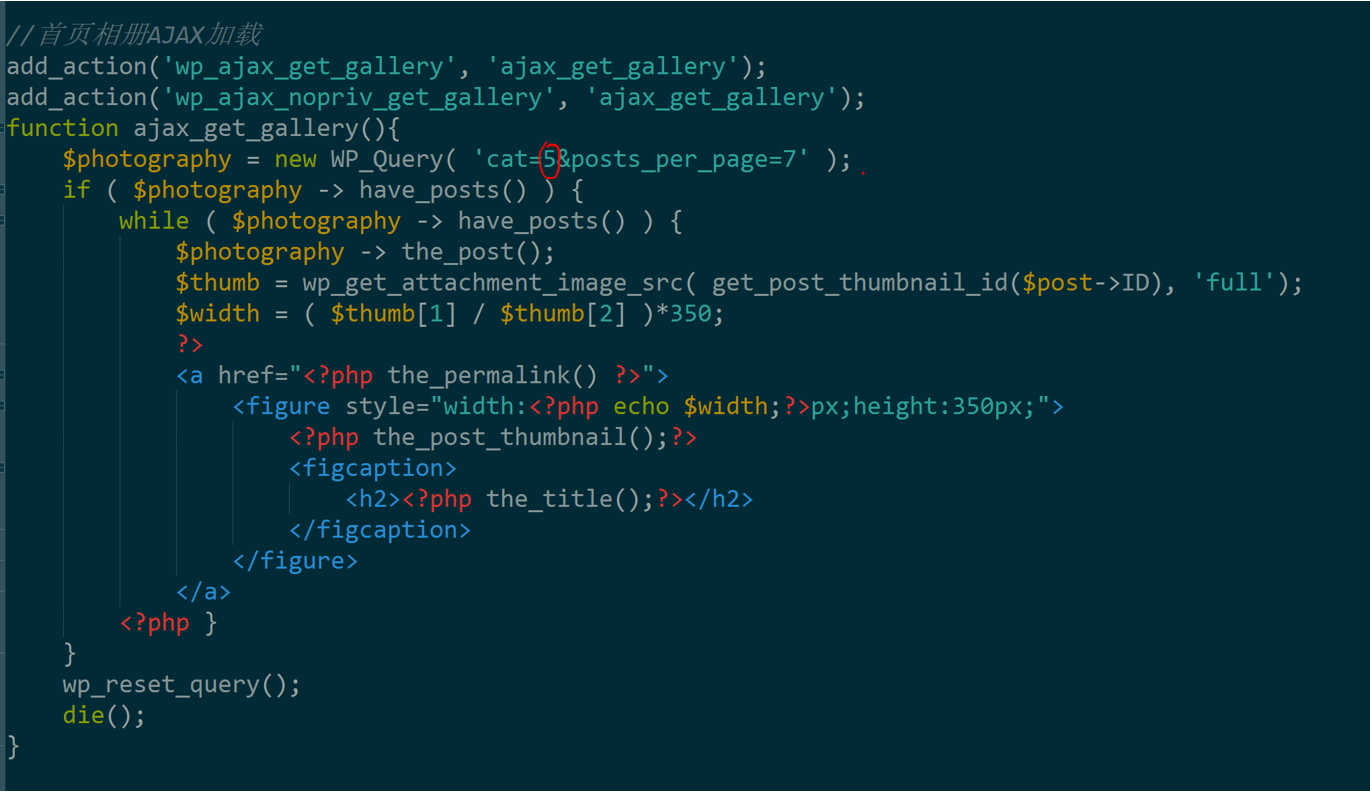 //首页相册AJAX加载
add_action('wp_ajax_get_gallery', 'ajax_get_gallery');
add_action('wp_ajax_nopriv_get_gallery', 'ajax_get_gallery');
function ajax_get_gallery(){
    $photography = new WP_Query( 'cat=5&posts_per_page=7' );
    if ( $photography -> have_posts() ) {
        while ( $photography -> have_posts() ) {
            $photography -> the_post();
            $thumb = wp_get_attachment_image_src( get_post_thumbnail_id($post->ID), 'full');
            $width = ( $thumb[1] / $thumb[2] )*350;
            ?>
            <a href="<?php the_permalink() ?>">
                <figure style="width:<?php echo $width;?>px;height:350px;">
                    <?php the_post_thumbnail();?>
                    <figcaption>
                        <h2><?php the_title();?></h2>
                    </figcaption>
                </figure>
            </a>
        <?php }
    }
    wp_reset_query();
    die();
}